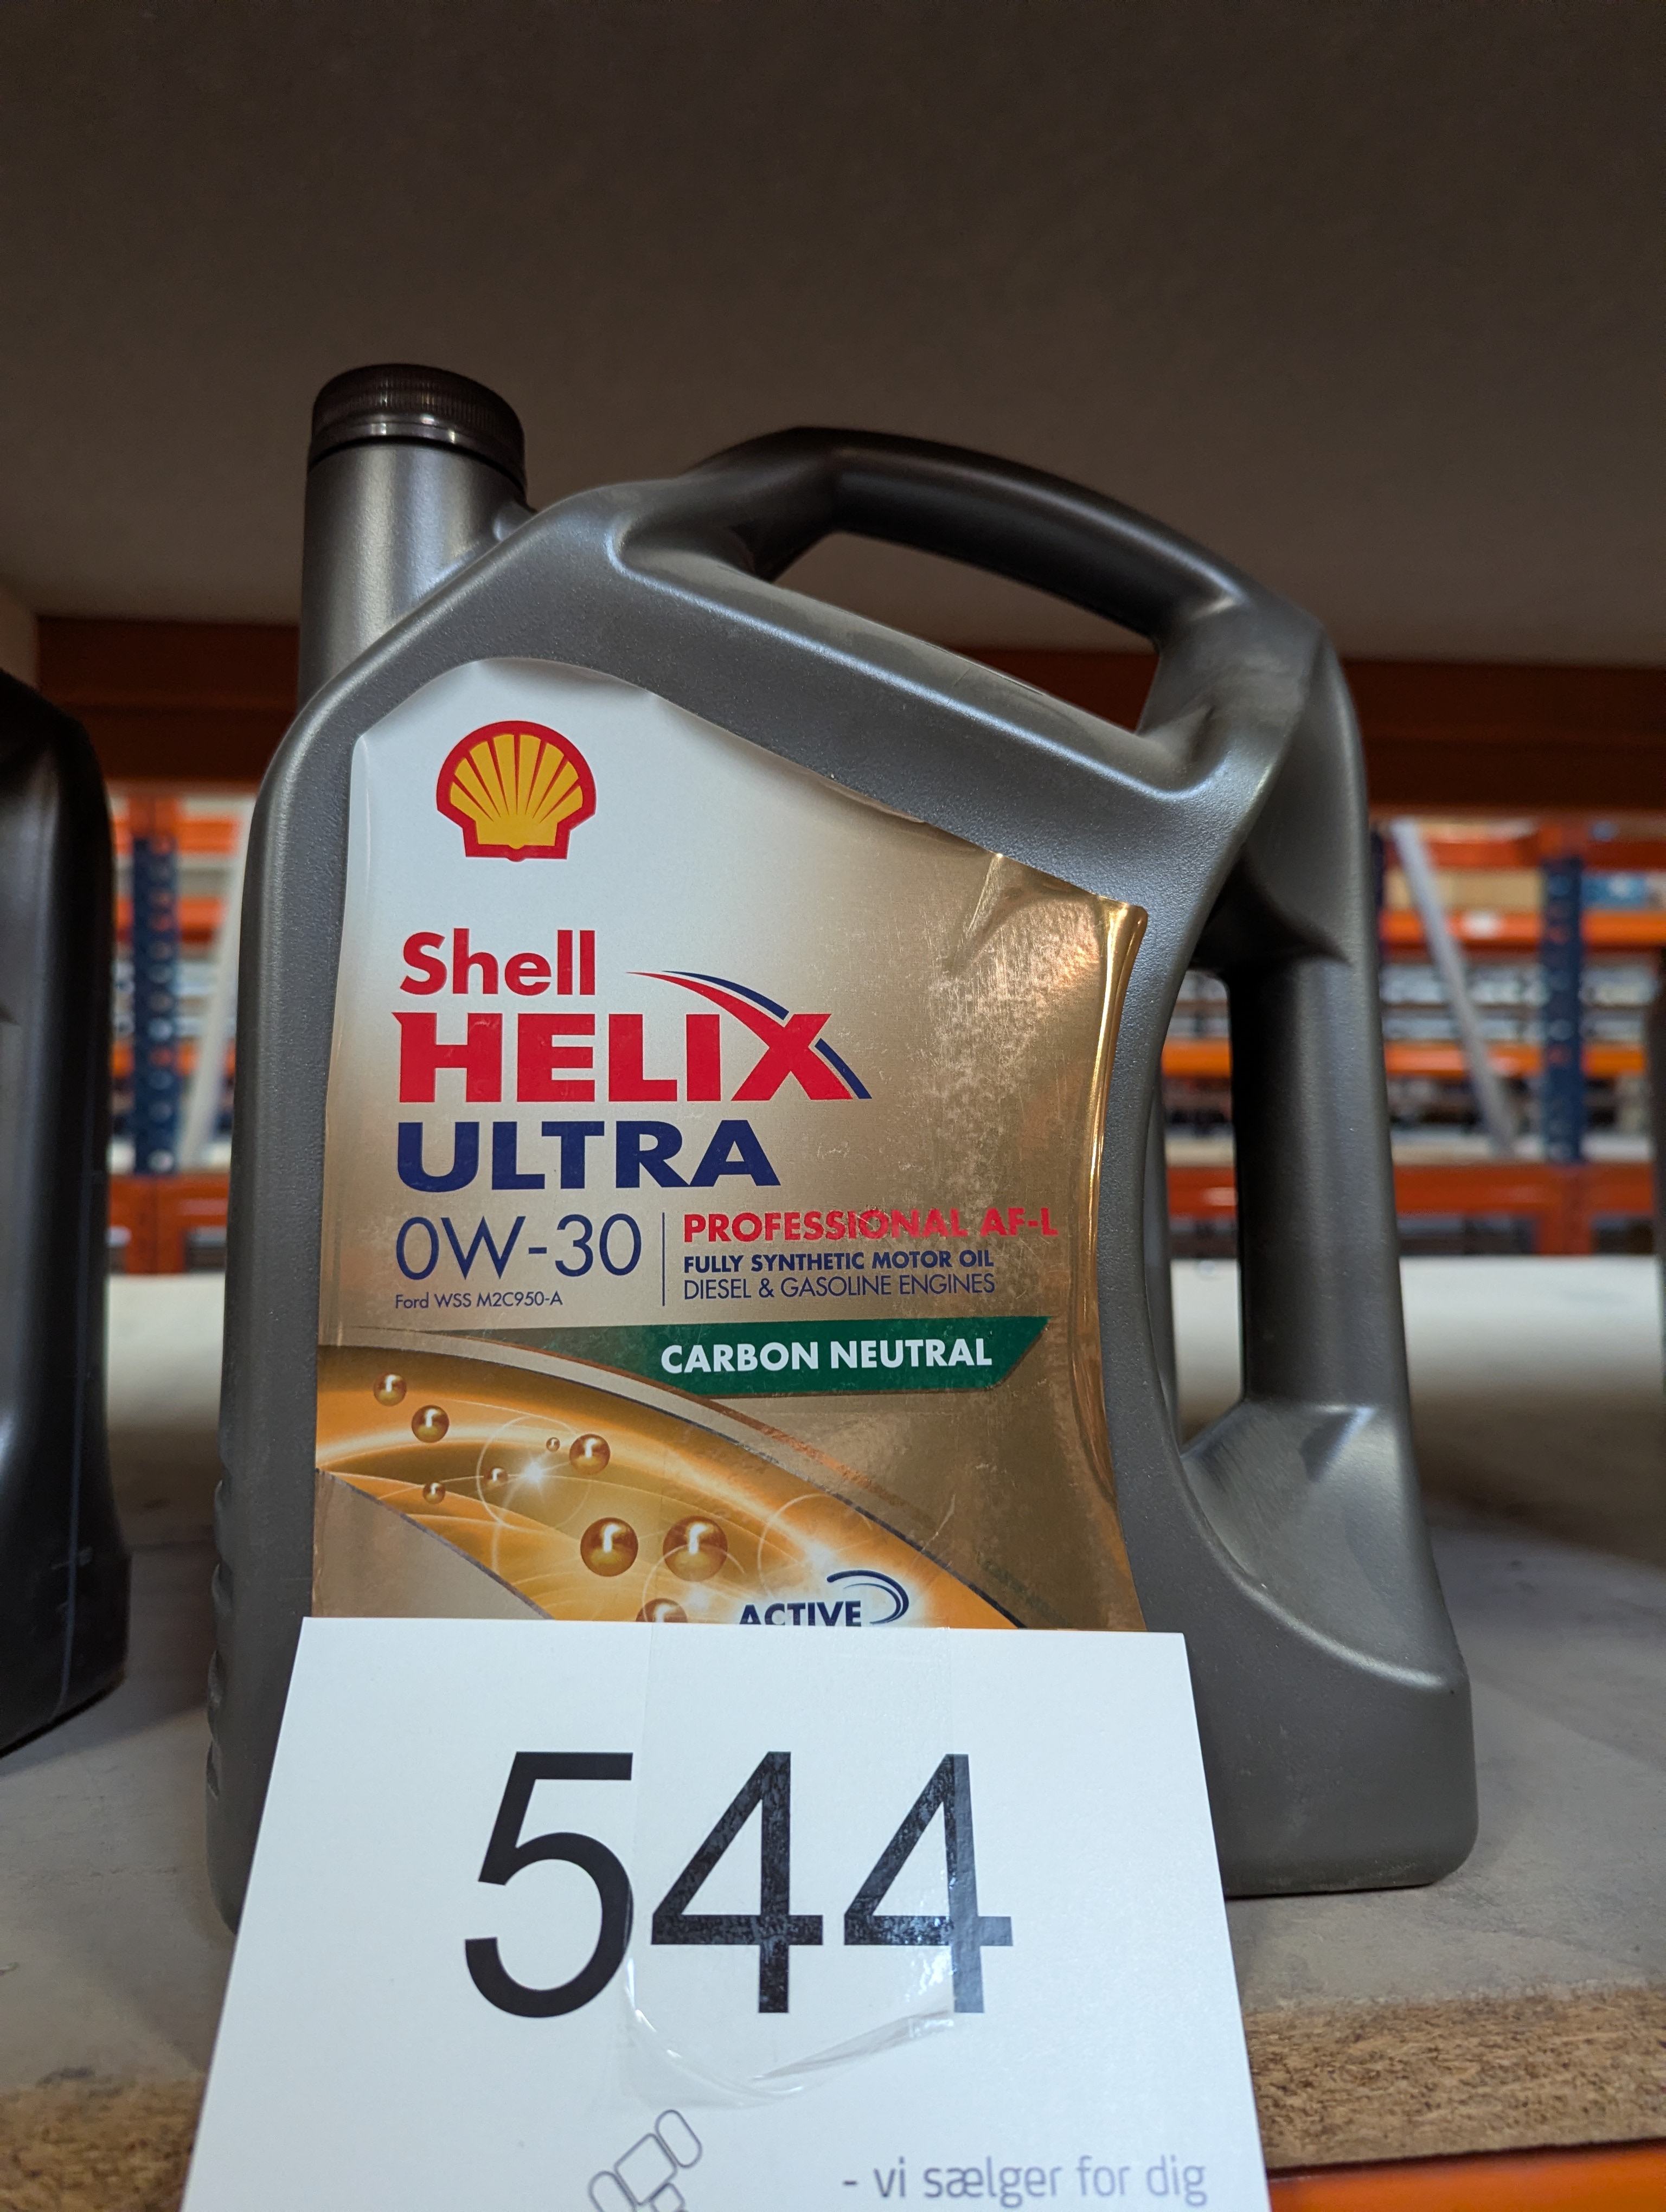 Shell
HELIX
ULTRA
0W-30
Ford WSS M2C950-A
PROFESSIONAL AF-L
FULLY SYNTHETIC MOTOR OIL
DIESEL & GASOLINE ENGINES
CARBON NEUTRAL
ACTIVE
544
- vi sælger for dig